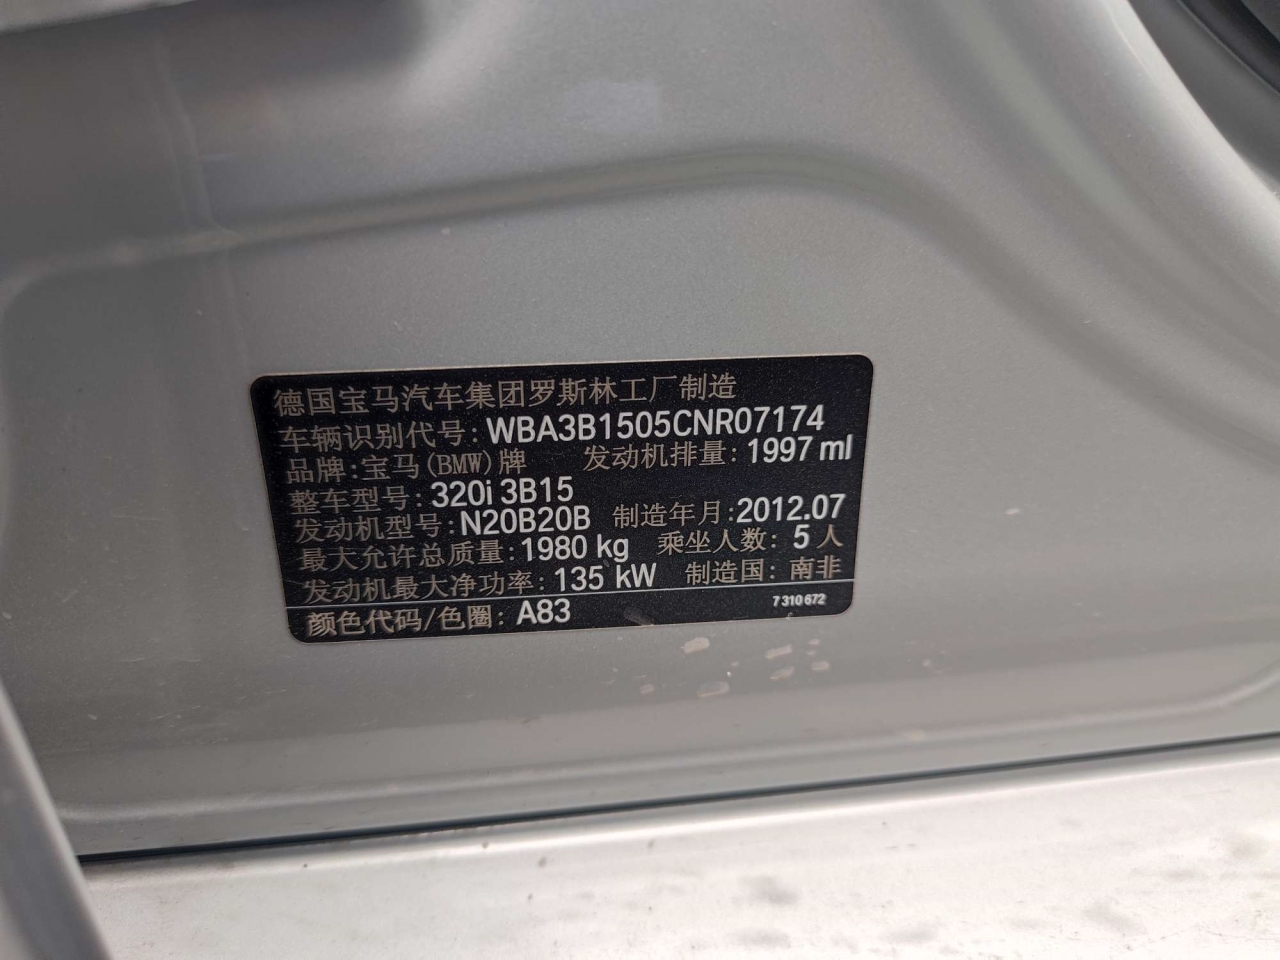 德国宝马汽车集团罗斯林工厂制造
车辆识别代号: WBA3B1505CNR07174
品牌:宝马(BMW)牌 发动机排量: 1997 ml
整车型号: 320i 3B15
发动机型号: N20B20B 制造年月:2012.07
最大允许总质量: 1980 kg 乘坐人数: 5 人
发动机最大净功率: 135 kW 制造国: 南非
颜色代码/色圈: A83 7 310 672